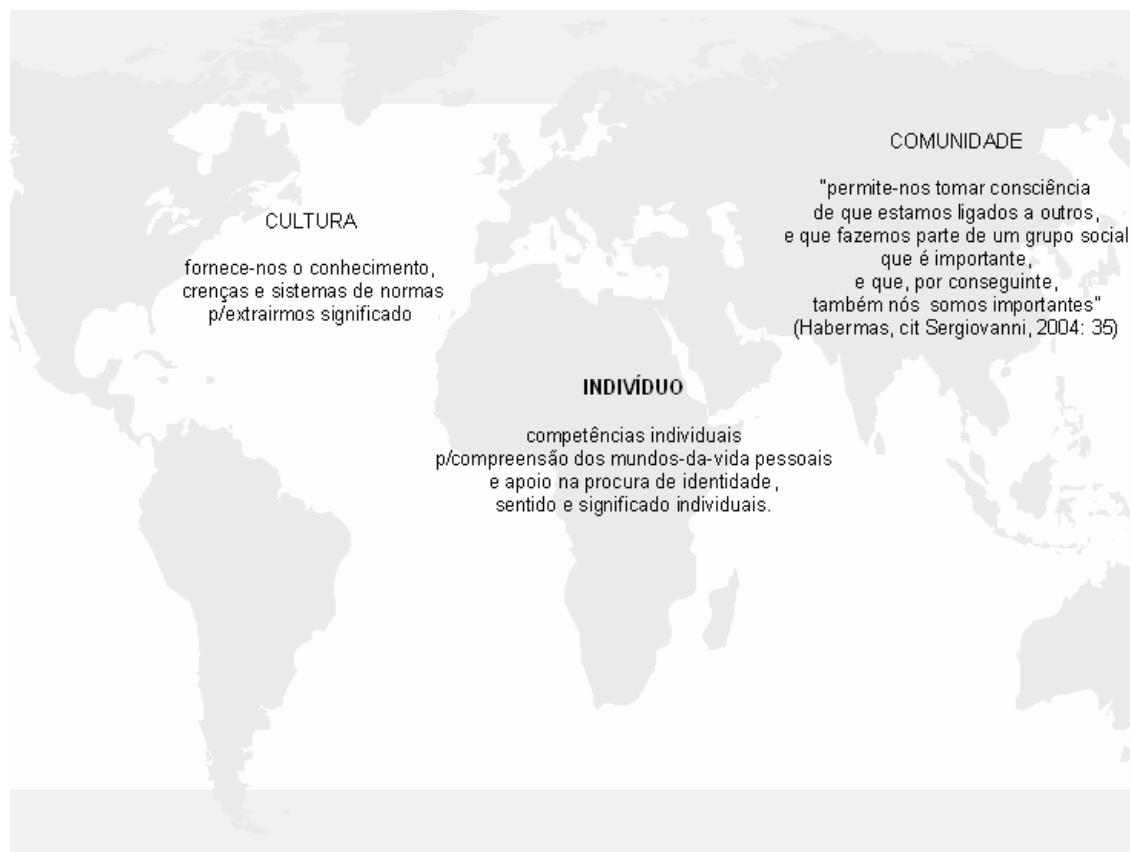 CULTURA
fornece-nos o conhecimento,
crenças e sistemas de normas
p/extrairmos significado
INDIVÍDUO
competências individuais
p/compreensão dos mundos-da-vida pessoais
e apoio na procura de identidade,
sentido e significado individuais.
COMUNIDADE
"permite-nos tomar consciência
de que estamos ligados a outros,
e que fazemos parte de um grupo social
que é importante,
e que, por conseguinte,
também nós somos importantes"
(Habermas, cit Sergiovanni, 2004: 35)